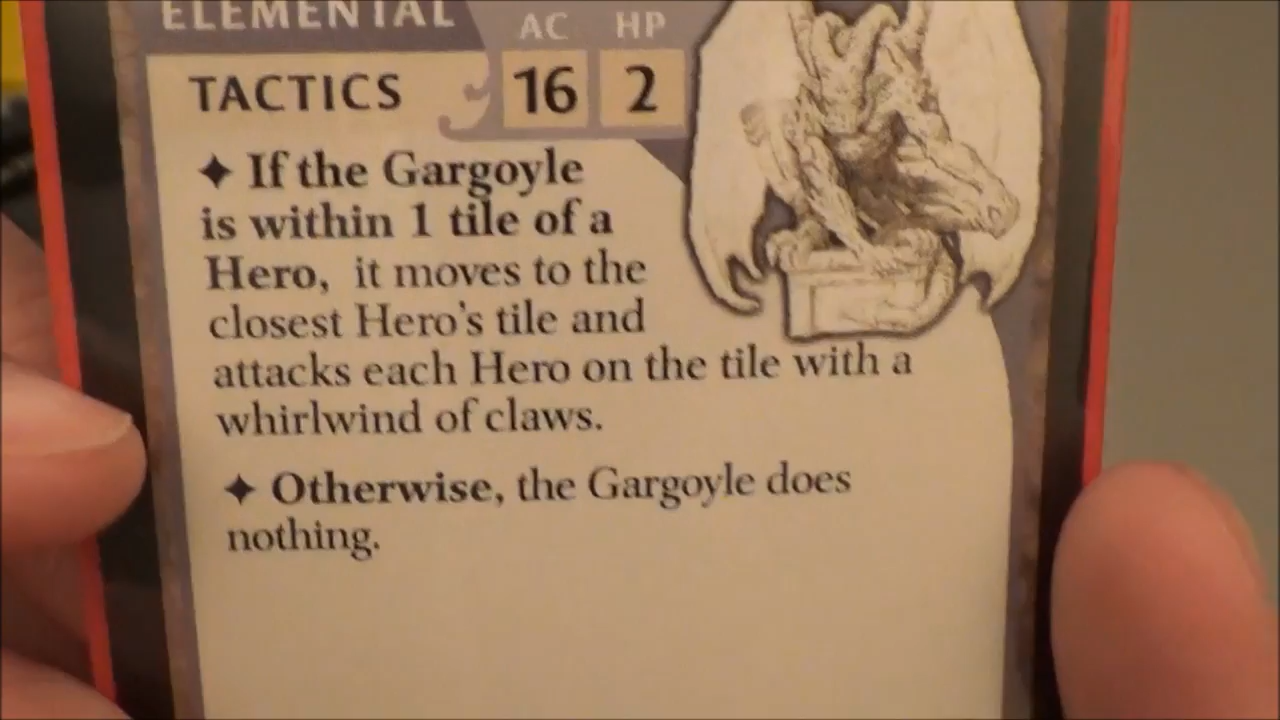 ELEMENTAL
AC HP
TACTICS 16 2
✦ If the Gargoyle
is within 1 tile of a
Hero, it moves to the
closest Hero's tile and
attacks each Hero on the tile with a
whirlwind of claws.
✦ Otherwise, the Gargoyle does
nothing.